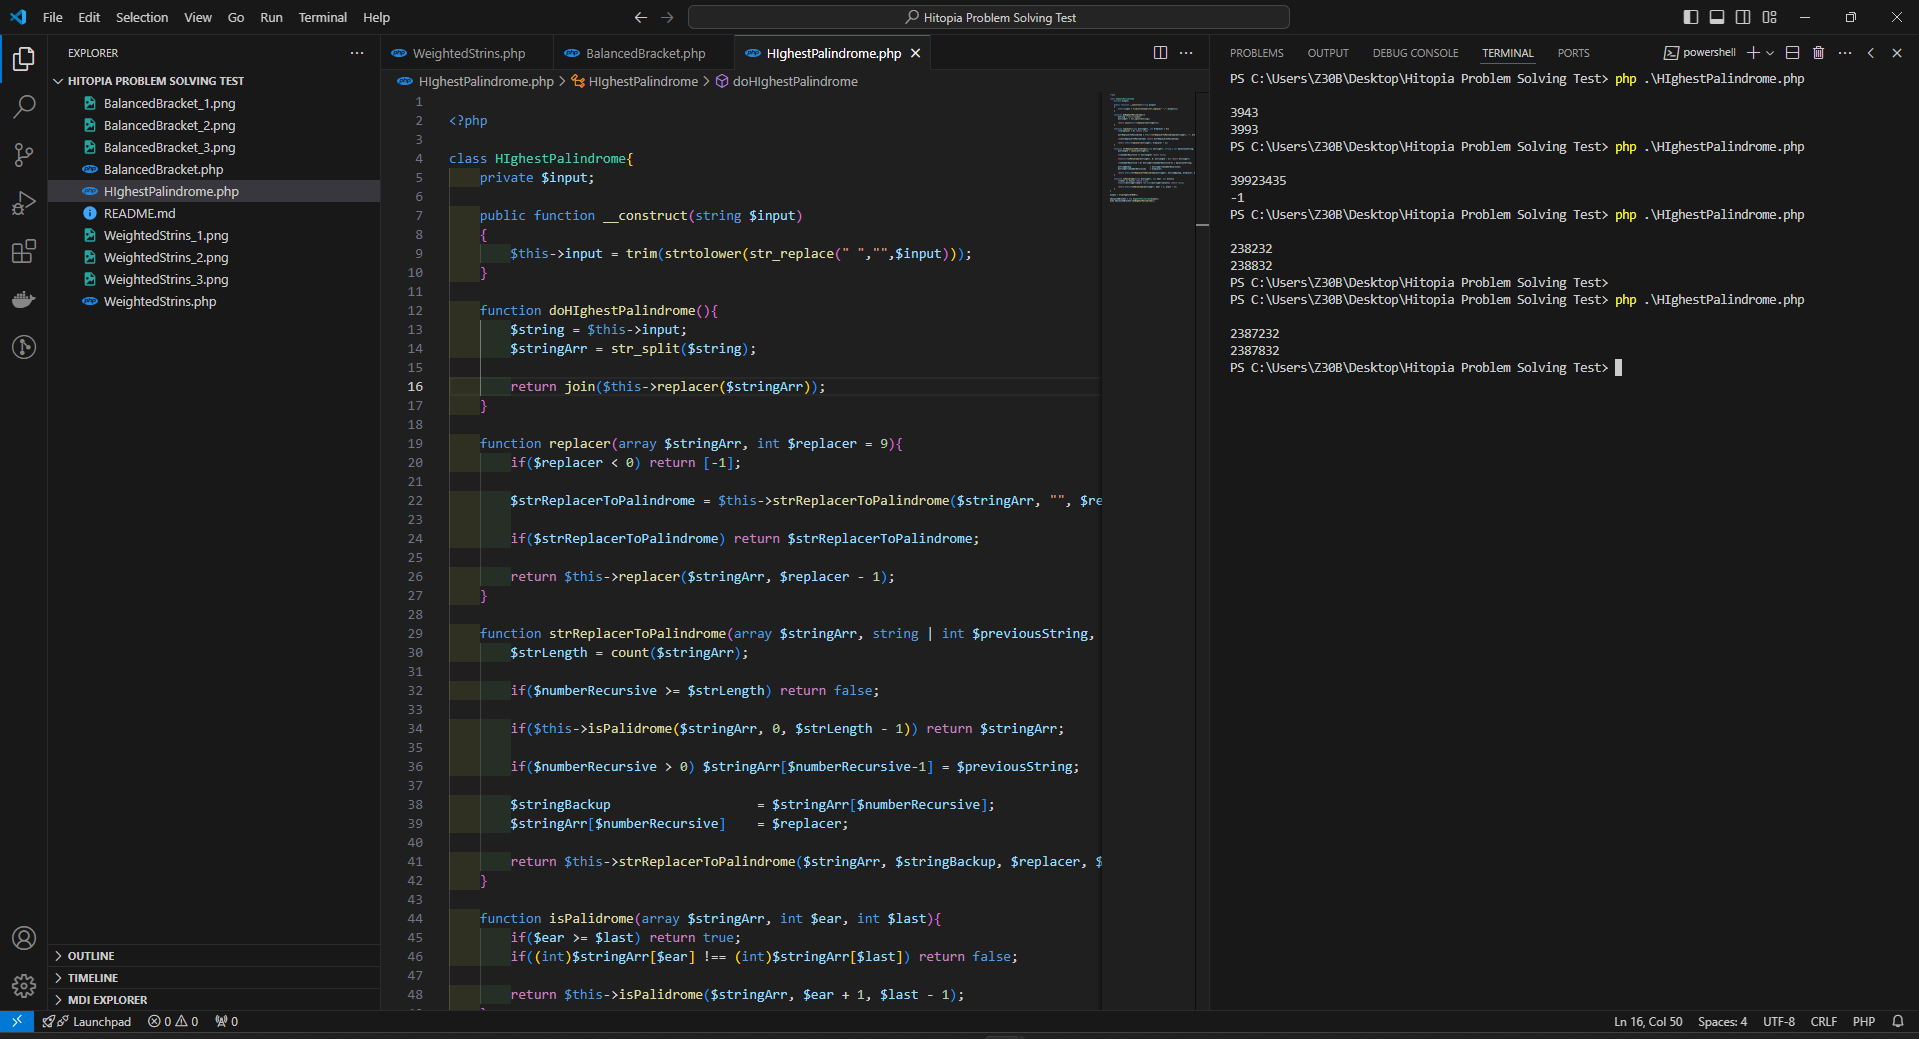 File Edit Selection View Go Run Terminal Help
Hitopia Problem Solving Test
EXPLORER
HITOPIA PROBLEM SOLVING TEST
BalancedBracket_1.png
BalancedBracket_2.png
BalancedBracket_3.png
BalancedBracket.php
HIghestPalindrome.php
README.md
WeightedStrins_1.png
WeightedStrins_2.png
WeightedStrins_3.png
WeightedStrins.php
OUTLINE
TIMELINE
MDI EXPLORER
WeightedStrins.php BalancedBracket.php HIghestPalindrome.php
HIghestPalindrome.php > HIghestPalindrome > doHIghestPalindrome
1
2 <?php
3
4 class HIghestPalindrome{
5 private $input;
6
7 public function __construct(string $input)
8 {
9 $this->input = trim(strtolower(str_replace(" ","",$input)));
10 }
11
12 function doHIghestPalindrome(){
13 $string = $this->input;
14 $stringArr = str_split($string);
15
16 return join($this->replacer($stringArr));
17 }
18
19 function replacer(array $stringArr, int $replacer = 9){
20 if($replacer < 0) return [-1];
21
22 $strReplacerToPalindrome = $this->strReplacerToPalindrome($stringArr, "", $re
23
24 if($strReplacerToPalindrome) return $strReplacerToPalindrome;
25
26 return $this->replacer($stringArr, $replacer - 1);
27 }
28
29 function strReplacerToPalindrome(array $stringArr, string | int $previousString,
30 $strLength = count($stringArr);
31
32 if($numberRecursive >= $strLength) return false;
33
34 if($this->isPalidrome($stringArr, 0, $strLength - 1)) return $stringArr;
35
36 if($numberRecursive > 0) $stringArr[$numberRecursive-1] = $previousString;
37
38 $stringBackup = $stringArr[$numberRecursive];
39 $stringArr[$numberRecursive] = $replacer;
40
41 return $this->strReplacerToPalindrome($stringArr, $stringBackup, $replacer, $
42 }
43
44 function isPalidrome(array $stringArr, int $ear, int $last){
45 if($ear >= $last) return true;
46 if((int)$stringArr[$ear] !== (int)$stringArr[$last]) return false;
47
48 return $this->isPalidrome($stringArr, $ear + 1, $last - 1);
PROBLEMS OUTPUT DEBUG CONSOLE TERMINAL PORTS powershell
PS C:\Users\Z30B\Desktop\Hitopia Problem Solving Test> php .\HIghestPalindrome.php
3943
3993
PS C:\Users\Z30B\Desktop\Hitopia Problem Solving Test> php .\HIghestPalindrome.php
39923435
-1
PS C:\Users\Z30B\Desktop\Hitopia Problem Solving Test> php .\HIghestPalindrome.php
238232
238832
PS C:\Users\Z30B\Desktop\Hitopia Problem Solving Test>
PS C:\Users\Z30B\Desktop\Hitopia Problem Solving Test> php .\HIghestPalindrome.php
2387232
2387832
PS C:\Users\Z30B\Desktop\Hitopia Problem Solving Test>
Launchpad 0 0 0 Ln 16, Col 50 Spaces: 4 UTF-8 CRLF PHP